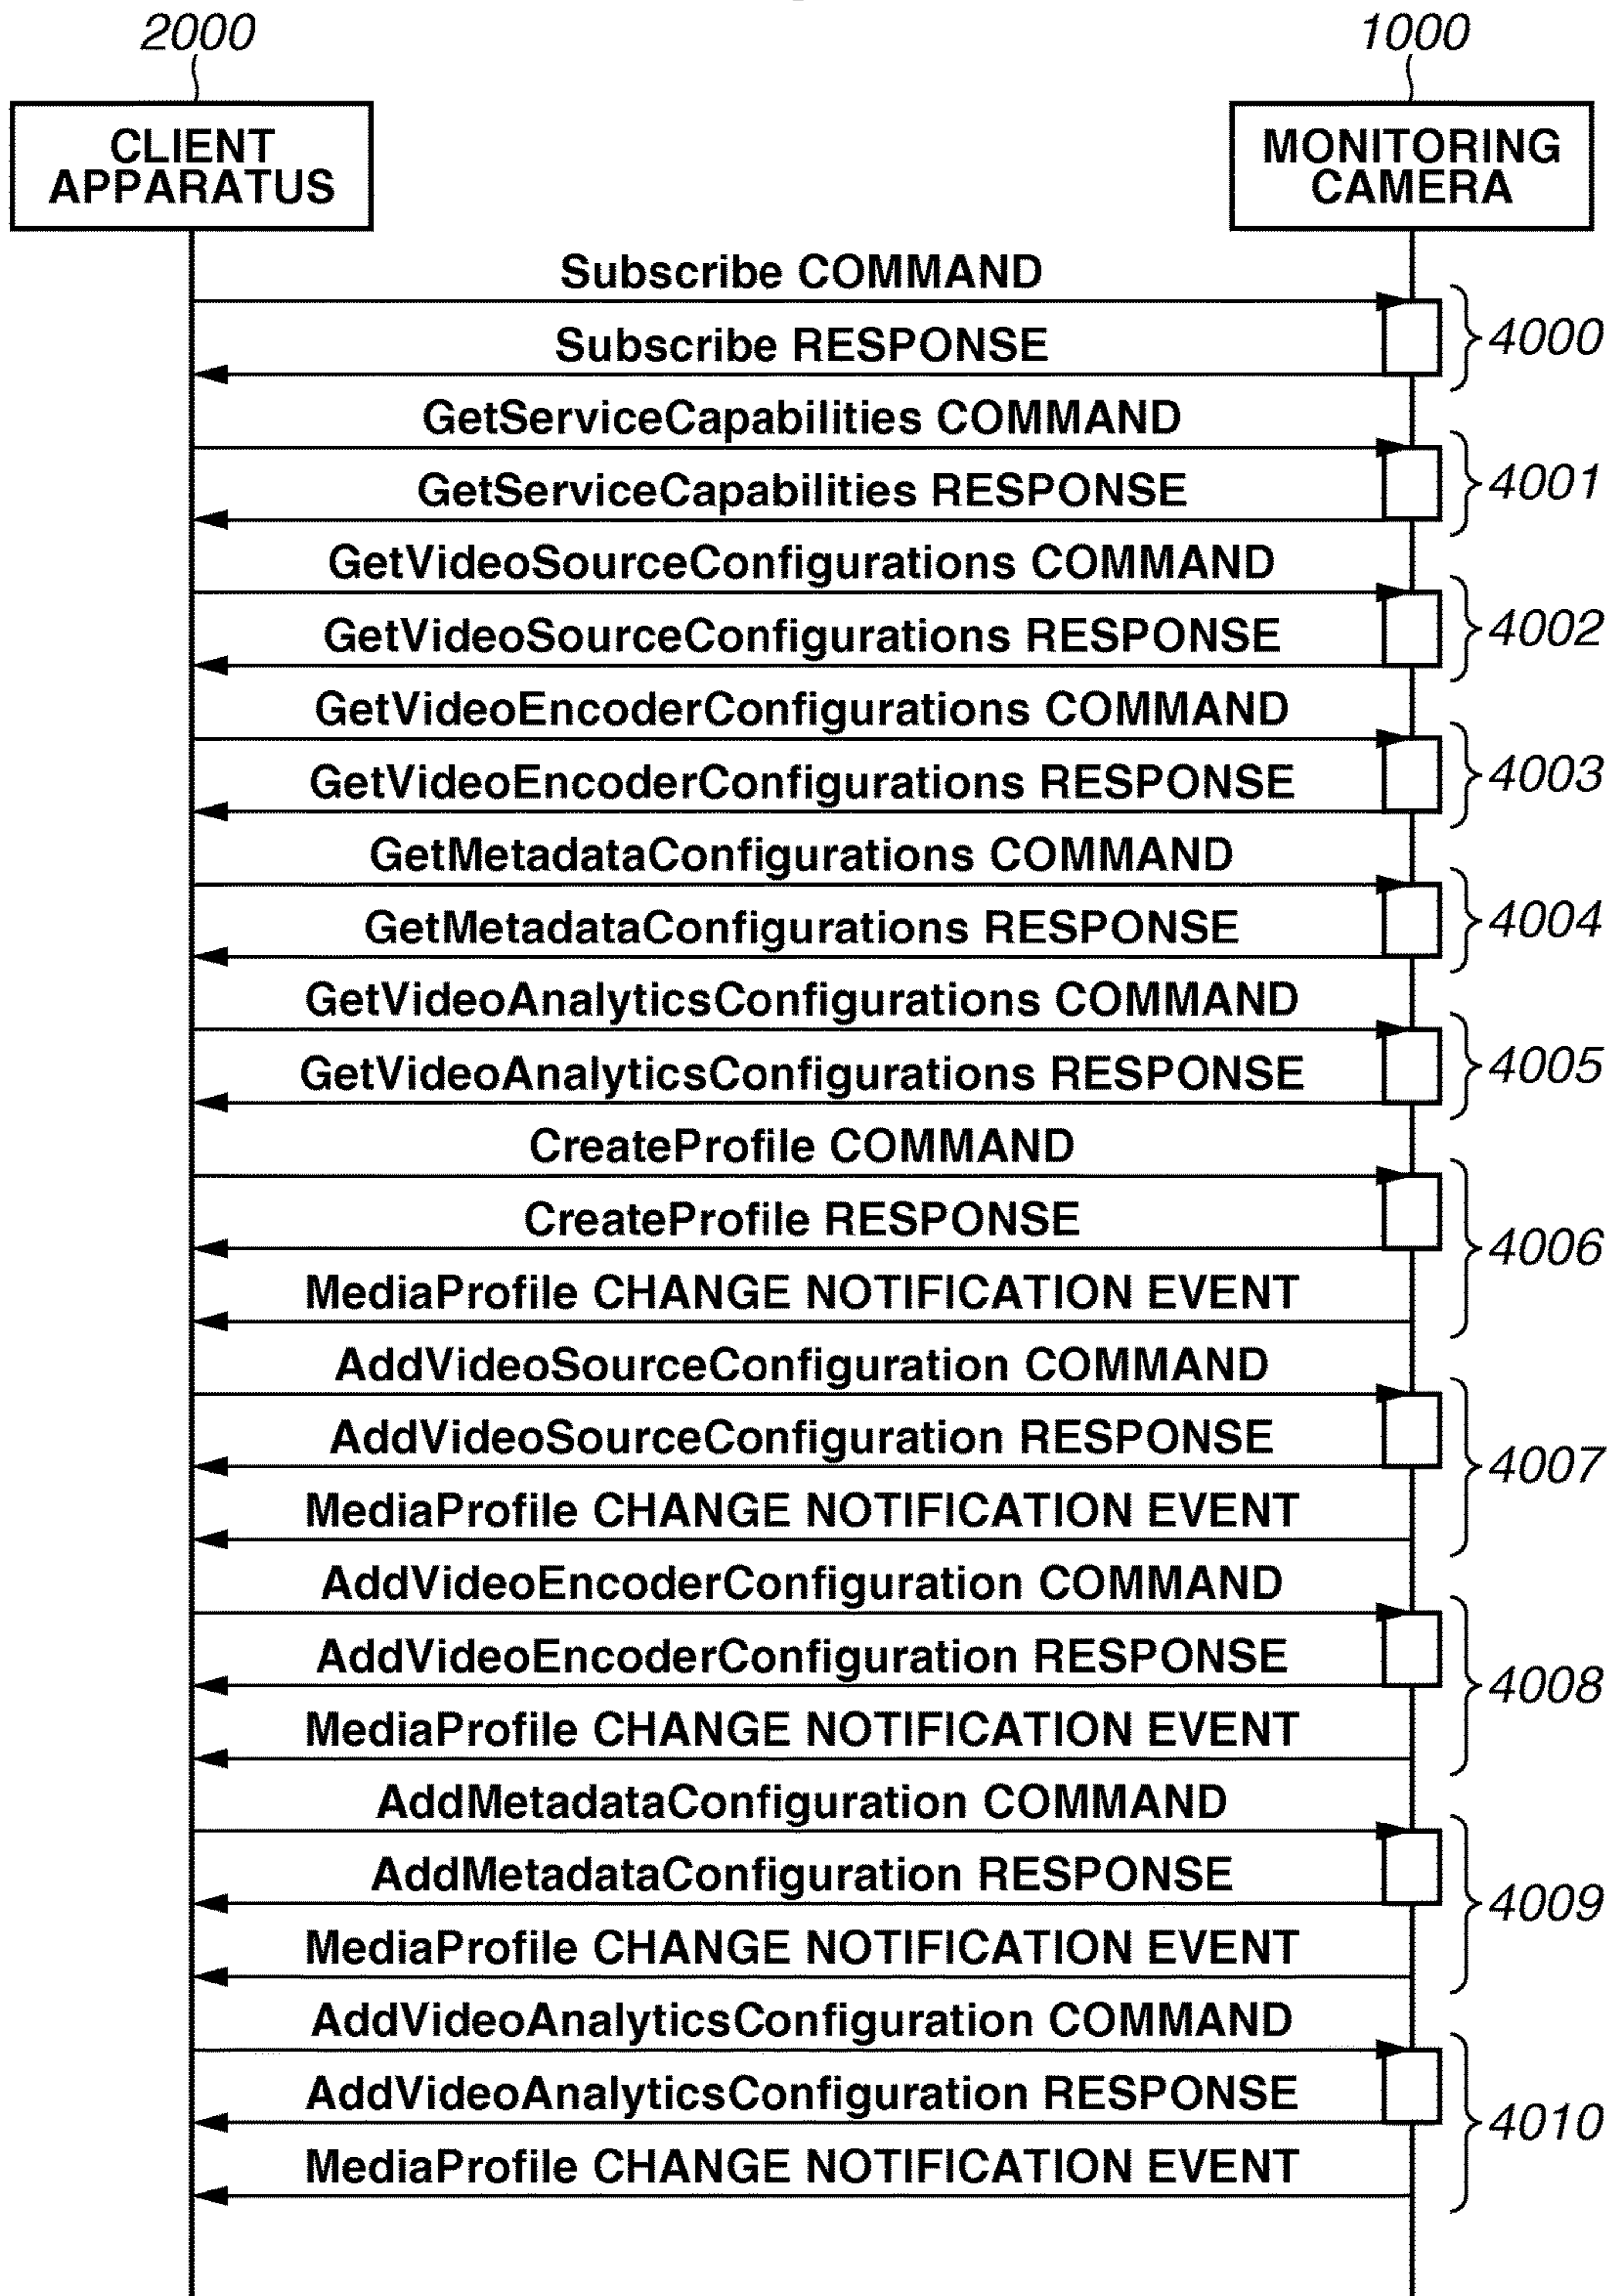 2000
1000
CLIENT
APPARATUS
MONITORING
CAMERA
Subscribe COMMAND
Subscribe RESPONSE
4000
GetServiceCapabilities COMMAND
GetServiceCapabilities RESPONSE
4001
GetVideoSourceConfigurations COMMAND
GetVideoSourceConfigurations RESPONSE
4002
GetVideoEncoderConfigurations COMMAND
GetVideoEncoderConfigurations RESPONSE
4003
GetMetadataConfigurations COMMAND
GetMetadataConfigurations RESPONSE
4004
GetVideoAnalyticsConfigurations COMMAND
GetVideoAnalyticsConfigurations RESPONSE
4005
CreateProfile COMMAND
CreateProfile RESPONSE
4006
MediaProfile CHANGE NOTIFICATION EVENT
AddVideoSourceConfiguration COMMAND
AddVideoSourceConfiguration RESPONSE
4007
MediaProfile CHANGE NOTIFICATION EVENT
AddVideoEncoderConfiguration COMMAND
AddVideoEncoderConfiguration RESPONSE
4008
MediaProfile CHANGE NOTIFICATION EVENT
AddMetadataConfiguration COMMAND
AddMetadataConfiguration RESPONSE
4009
MediaProfile CHANGE NOTIFICATION EVENT
AddVideoAnalyticsConfiguration COMMAND
AddVideoAnalyticsConfiguration RESPONSE
4010
MediaProfile CHANGE NOTIFICATION EVENT